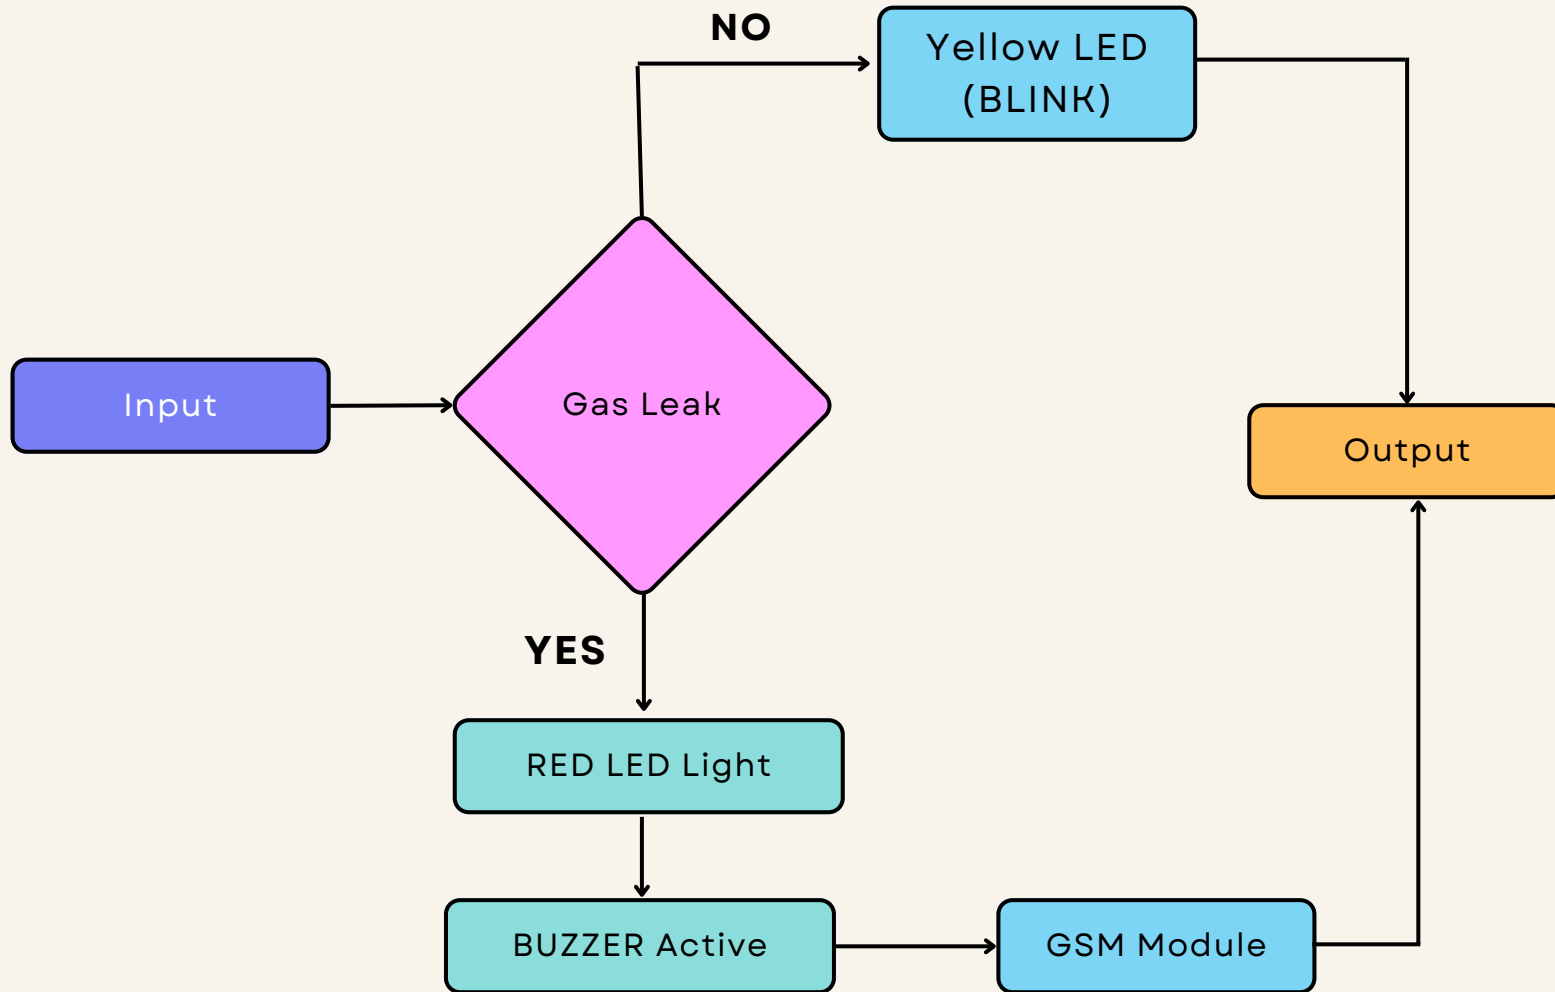 NO
Yellow LED
(BLINK)
Input
Gas Leak
Output
YES
RED LED Light
BUZZER Active
GSM Module